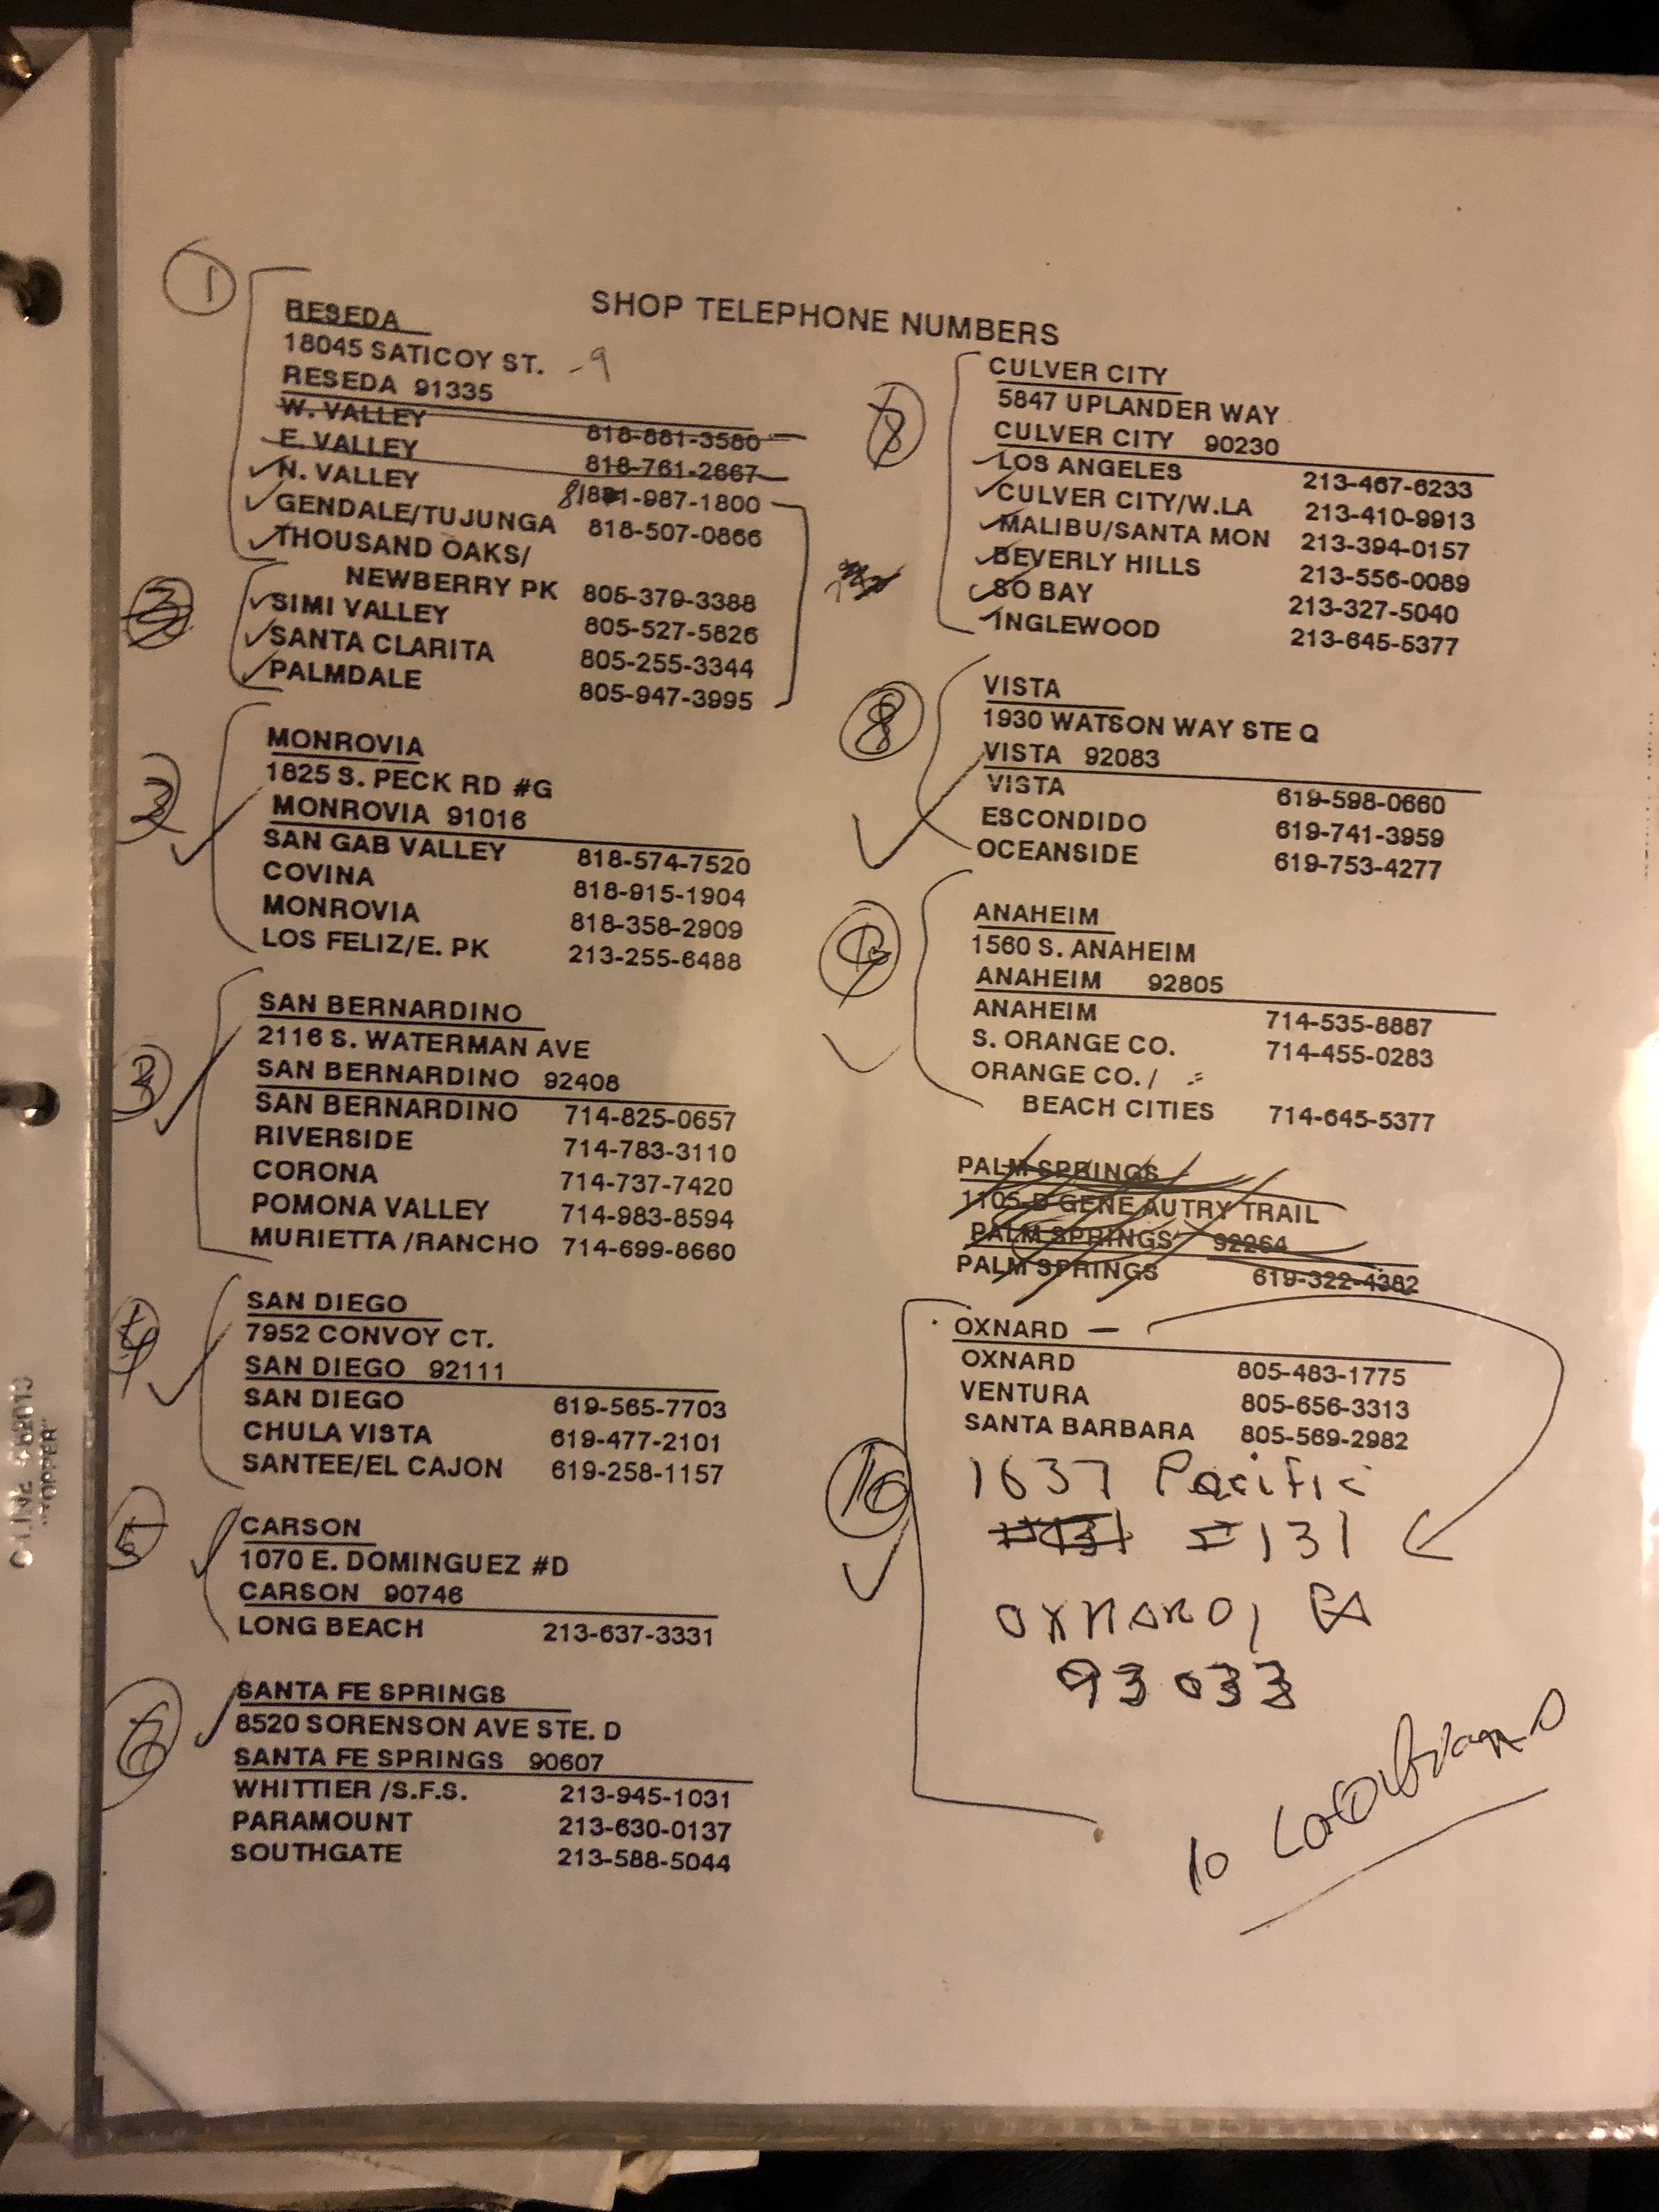 SHOP TELEPHONE NUMBERS
1
RESEDA
18045 SATICOY ST. -9
RESEDA 91335
W. VALLEY 818-881-3580
E. VALLEY 818-761-2667
N. VALLEY 818-987-1800
GENDALE/TUJUNGA 818-507-0866
THOUSAND OAKS/
NEWBERRY PK 805-379-3388
SIMI VALLEY 805-527-5826
SANTA CLARITA 805-255-3344
PALMDALE 805-947-3995
2
MONROVIA
1825 S. PECK RD #G
MONROVIA 91016
SAN GAB VALLEY 818-574-7520
COVINA 818-915-1904
MONROVIA 818-358-2909
LOS FELIZ/E. PK 213-255-6488
3
SAN BERNARDINO
2116 S. WATERMAN AVE
SAN BERNARDINO 92408
SAN BERNARDINO 714-825-0657
RIVERSIDE 714-783-3110
CORONA 714-737-7420
POMONA VALLEY 714-983-8594
MURIETTA /RANCHO 714-699-8660
4
SAN DIEGO
7952 CONVOY CT.
SAN DIEGO 92111
SAN DIEGO 619-565-7703
CHULA VISTA 619-477-2101
SANTEE/EL CAJON 619-258-1157
5
CARSON
1070 E. DOMINGUEZ #D
CARSON 90746
LONG BEACH 213-637-3331
6
SANTA FE SPRINGS
8520 SORENSON AVE STE. D
SANTA FE SPRINGS 90607
WHITTIER /S.F.S. 213-945-1031
PARAMOUNT 213-630-0137
SOUTHGATE 213-588-5044
7
CULVER CITY
5847 UPLANDER WAY
CULVER CITY 90230
LOS ANGELES 213-467-6233
CULVER CITY/W.LA 213-410-9913
MALIBU/SANTA MON 213-394-0157
BEVERLY HILLS 213-556-0089
SO BAY 213-327-5040
INGLEWOOD 213-645-5377
8
VISTA
1930 WATSON WAY STE Q
VISTA 92083
VISTA 619-598-0660
ESCONDIDO 619-741-3959
OCEANSIDE 619-753-4277
9
ANAHEIM
1560 S. ANAHEIM
ANAHEIM 92805
ANAHEIM 714-535-8887
S. ORANGE CO. 714-455-0283
ORANGE CO. /
BEACH CITIES 714-645-5377
PALM SPRINGS
1105-D GENE AUTRY TRAIL
PALM SPRINGS 92264
PALM SPRINGS 619-322-4382
10
OXNARD —
OXNARD 805-483-1775
VENTURA 805-656-3313
SANTA BARBARA 805-569-2982
1637 Pacific
#131 #131
OXNARD, CA
93033
10 Locations